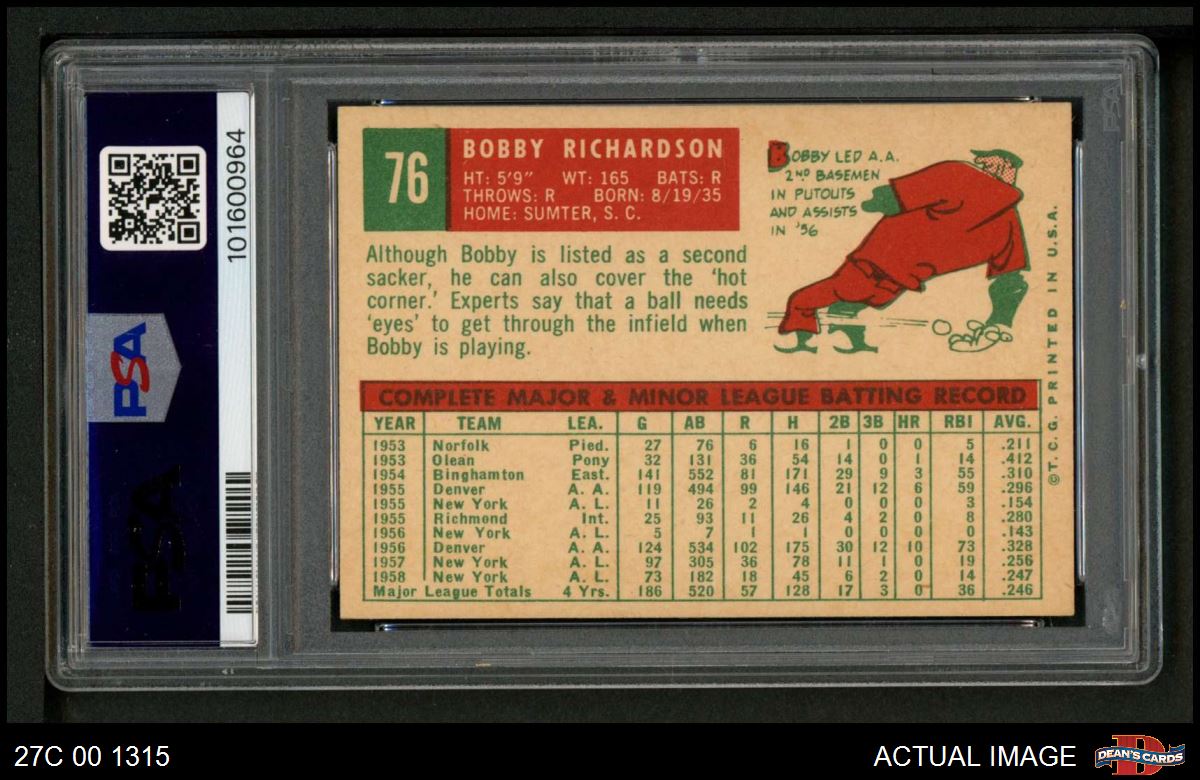 101600964
PSA
PSA
PSA
76
BOBBY RICHARDSON
HT: 5'9" WT: 165 BATS: R
THROWS: R BORN: 8/19/35
HOME: SUMTER, S. C.
BOBBY LED A.A.
2ND BASEMEN
IN PUTOUTS
AND ASSISTS
IN '56
Although Bobby is listed as a second
sacker, he can also cover the 'hot
corner.' Experts say that a ball needs
'eyes' to get through the infield when
Bobby is playing.
©T. C. G. PRINTED IN U.S.A.
COMPLETE MAJOR & MINOR LEAGUE BATTING RECORD
YEAR TEAM LEA. G AB R H 2B 3B HR RBI AVG.
1953 Norfolk Pied. 27 76 6 16 1 0 0 5 .211
1953 Olean Pony 32 131 36 54 14 0 1 14 .412
1954 Binghamton East. 141 552 81 171 29 9 3 55 .310
1955 Denver A. A. 119 494 99 146 21 12 6 59 .296
1955 New York A. L. 11 26 2 4 0 0 0 3 .154
1955 Richmond Int. 25 93 11 26 4 2 0 8 .280
1956 New York A. L. 5 7 1 1 0 0 0 0 .143
1956 Denver A. A. 124 534 102 175 30 12 10 73 .328
1957 New York A. L. 97 305 36 78 11 1 0 19 .256
1958 New York A. L. 73 182 18 45 6 2 0 14 .247
Major League Totals 4 Yrs. 186 520 57 128 17 3 0 36 .246
27C 00 1315
ACTUAL IMAGE
D
DEAN'S CARDS